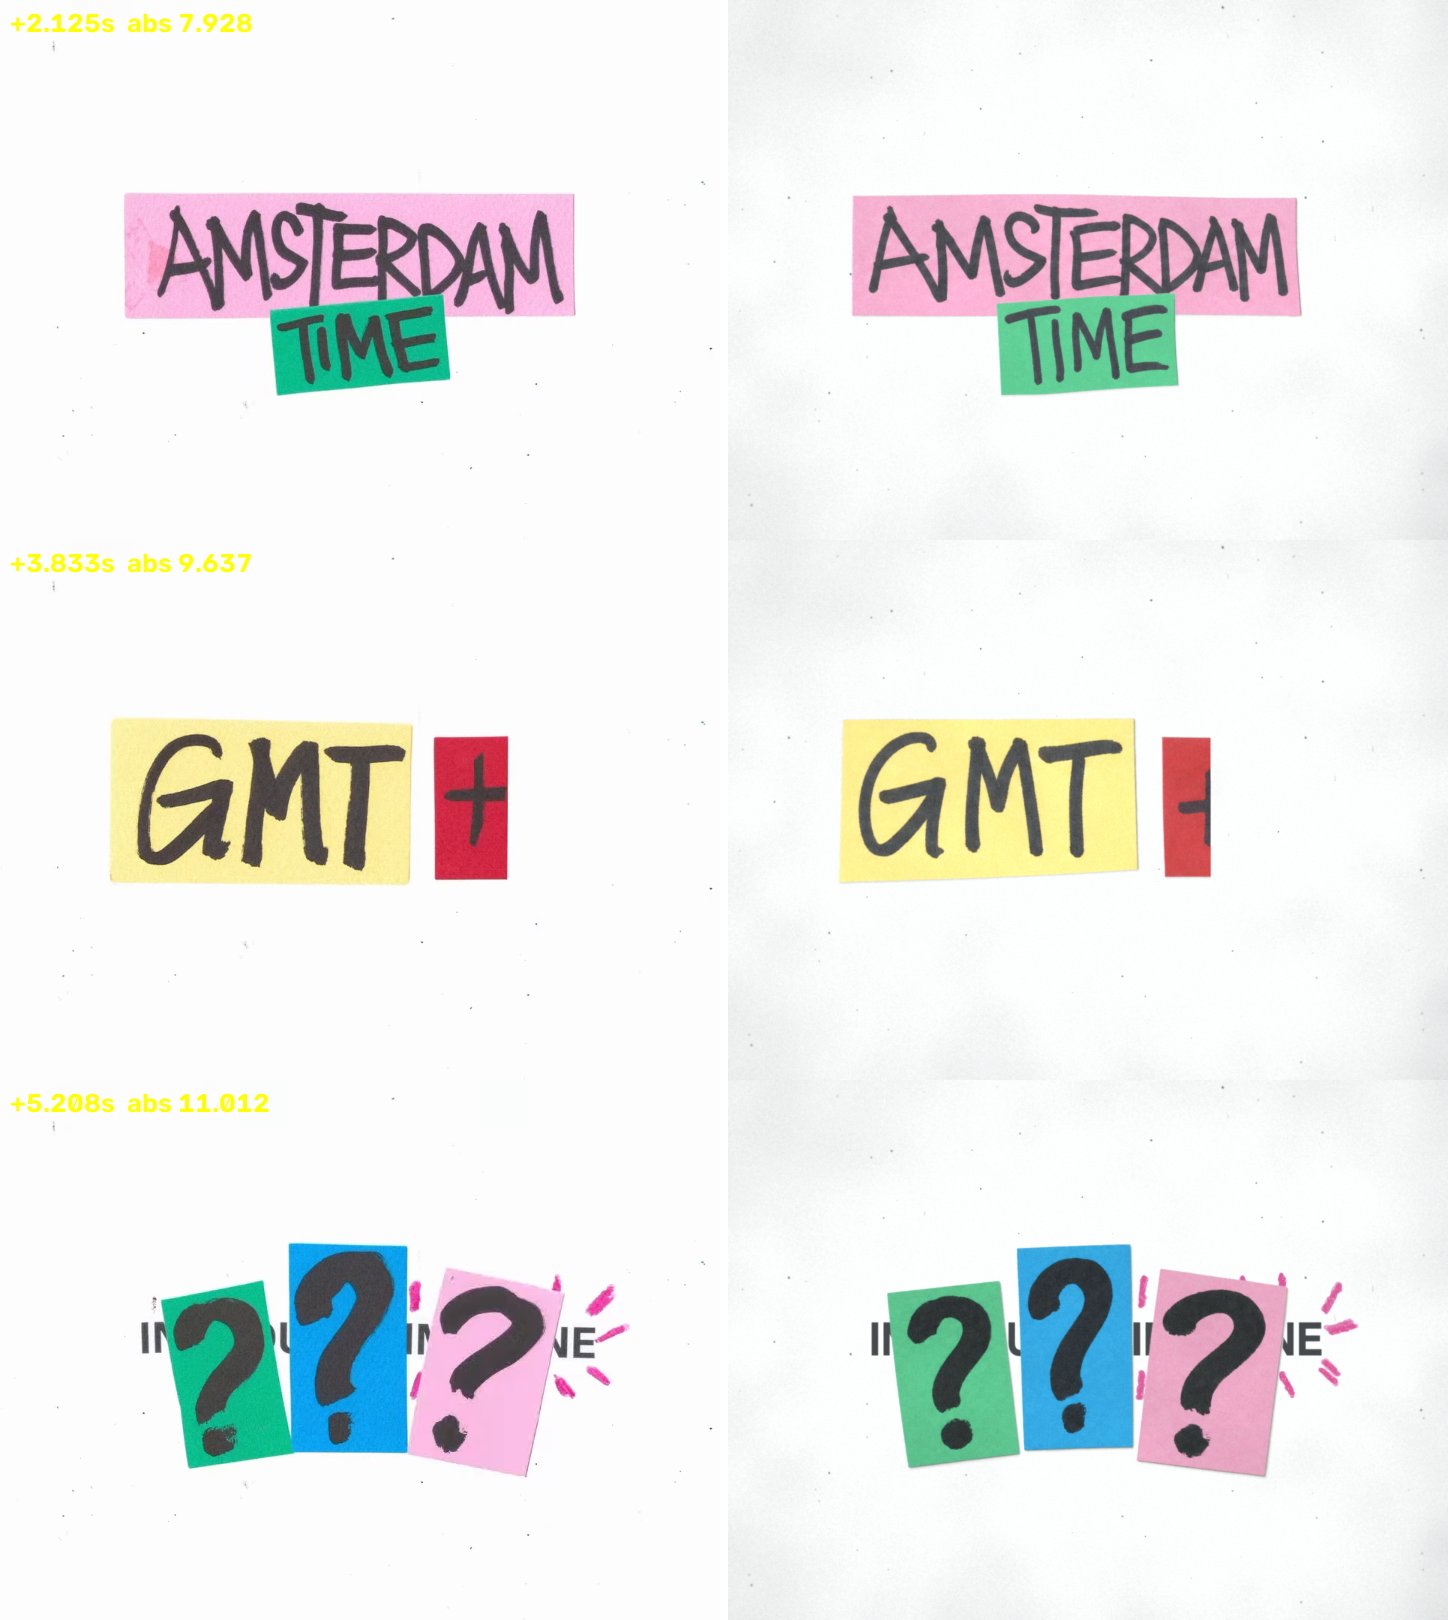 +2.125s abs 7.928
AMSTERDAM AMSTERDAM
TIME TIME
+3.833s abs 9.637
GMT + GMT
+5.208s abs 11.012
? ? ? ? ? ?